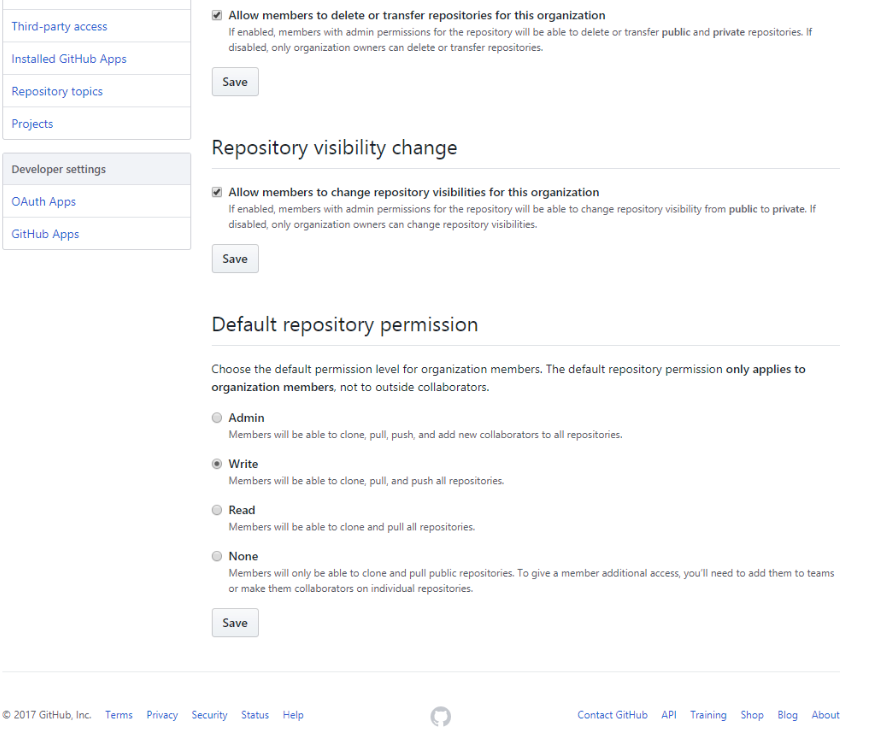 Third-party access
Installed GitHub Apps
Repository topics
Projects
Developer settings
OAuth Apps
GitHub Apps
Allow members to delete or transfer repositories for this organization
If enabled, members with admin permissions for the repository will be able to delete or transfer public and private repositories. If
disabled, only organization owners can delete or transfer repositories.
Save
Repository visibility change
Allow members to change repository visibilities for this organization
If enabled, members with admin permissions for the repository will be able to change repository visibility from public to private. If
disabled, only organization owners can change repository visibilities.
Save
Default repository permission
Choose the default permission level for organization members. The default repository permission only applies to
organization members, not to outside collaborators.
Admin
Members will be able to clone, pull, push, and add new collaborators to all repositories.
Write
Members will be able to clone, pull, and push all repositories.
Read
Members will be able to clone and pull all repositories.
None
Members will only be able to clone and pull public repositories. To give a member additional access, you'll need to add them to teams
or make them collaborators on individual repositories.
Save
© 2017 GitHub, Inc. Terms Privacy Security Status Help Contact GitHub API Training Shop Blog About